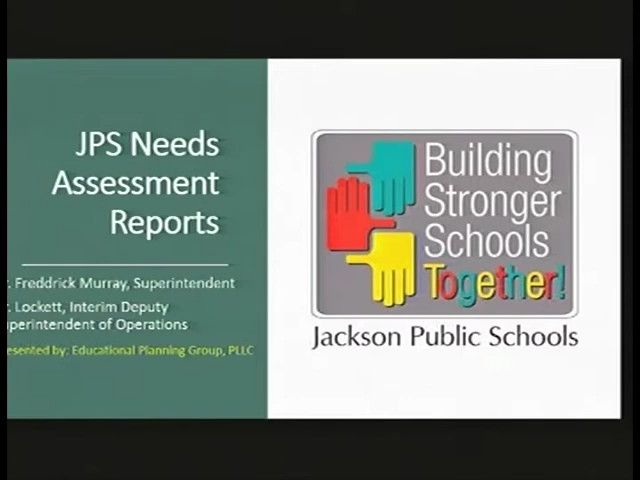 JPS Needs
Assessment
Reports
r. Freddrick Murray, Superintendent
r. Lockett, Interim Deputy
uperintendent of Operations
resented by: Educational Planning Group, PLLC
Building
Stronger
Schools
Together!
Jackson Public Schools